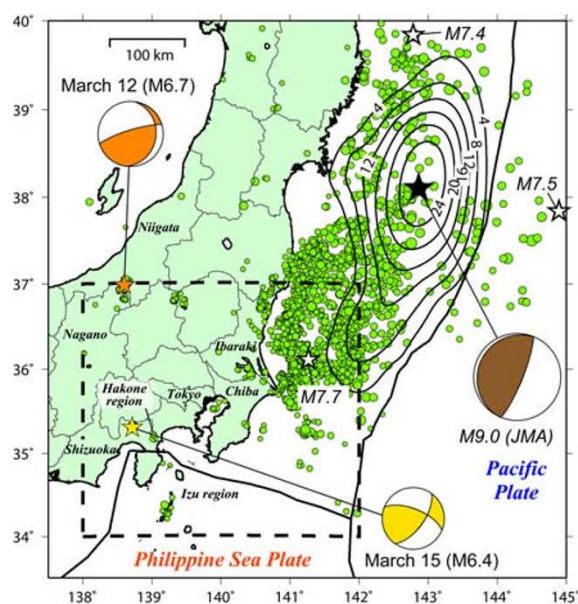 100 km
M7.4
40°
March 12 (M6.7)
39°
4
4
8
12
12
16
20
24
38°
M7.5
Niigata
37°
Nagano
Ibaraki
36°
Hakone
region
Tokyo
Chiba
M7.7
M9.0 (JMA)
Shizuoka
35°
Pacific
Plate
Izu region
34°
Philippine Sea Plate
March 15 (M6.4)
137.5°
138°
139°
140°
141°
142°
143°
144°
145°